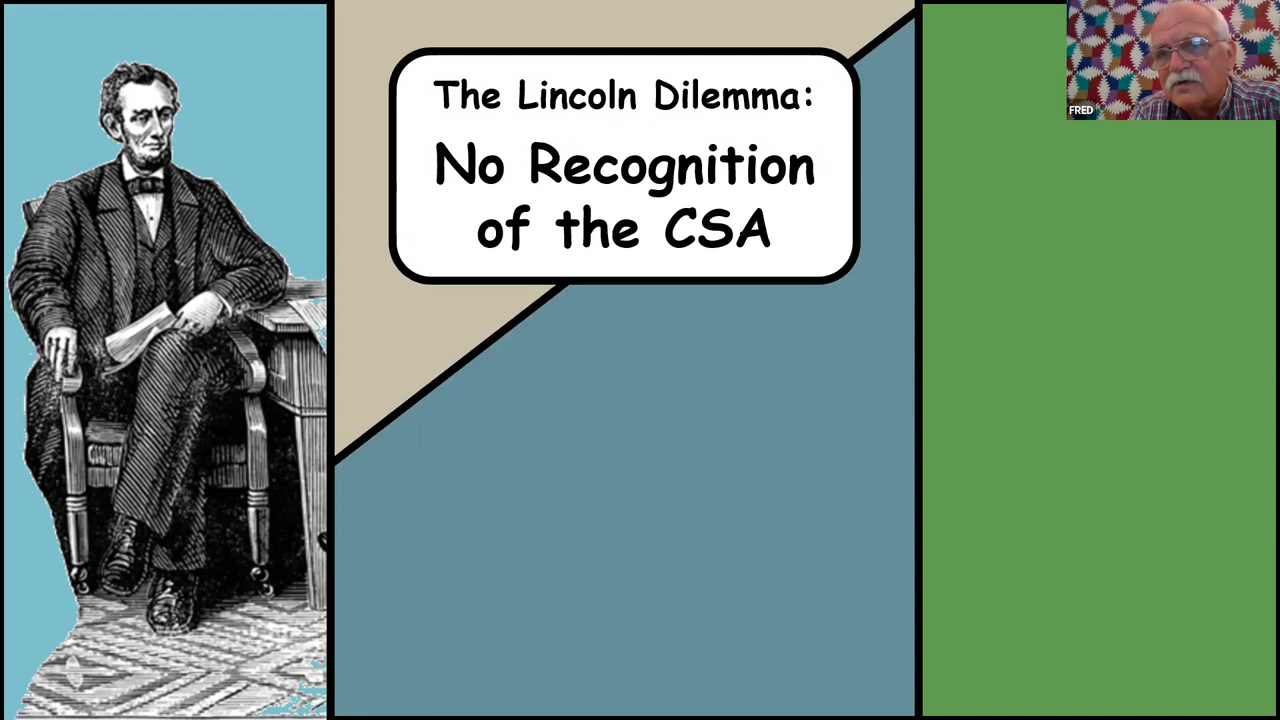 The Lincoln Dilemma:
No Recognition
of the CSA
FRED